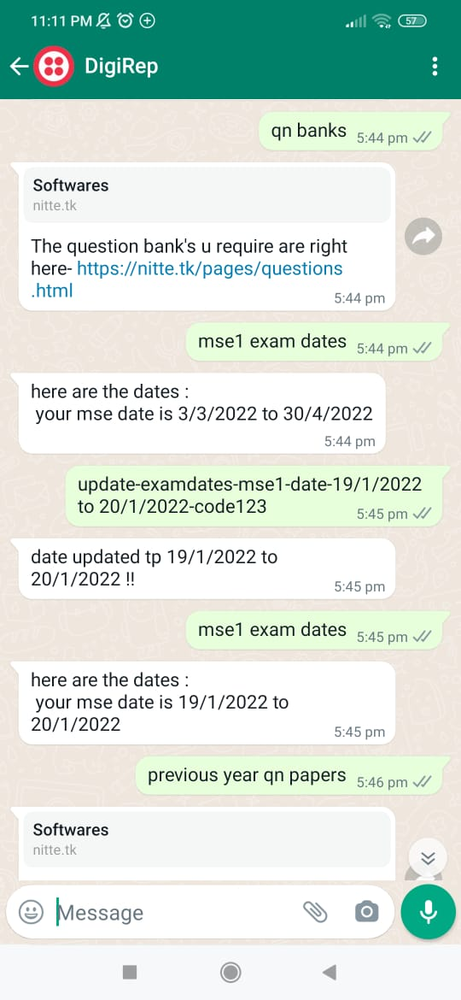 11:11 PM
57
DigiRep
qn banks
5:44 pm
Softwares
nitte.tk
The question bank's u require are right
here- https://nitte.tk/pages/questions
.html
5:44 pm
mse1 exam dates
5:44 pm
here are the dates :
your mse date is 3/3/2022 to 30/4/2022
5:44 pm
update-examdates-mse1-date-19/1/2022
to 20/1/2022-code123
5:45 pm
date updated tp 19/1/2022 to
20/1/2022 !!
5:45 pm
mse1 exam dates
5:45 pm
here are the dates :
your mse date is 19/1/2022 to
20/1/2022
5:45 pm
previous year qn papers
5:46 pm
Softwares
nitte.tk
Message